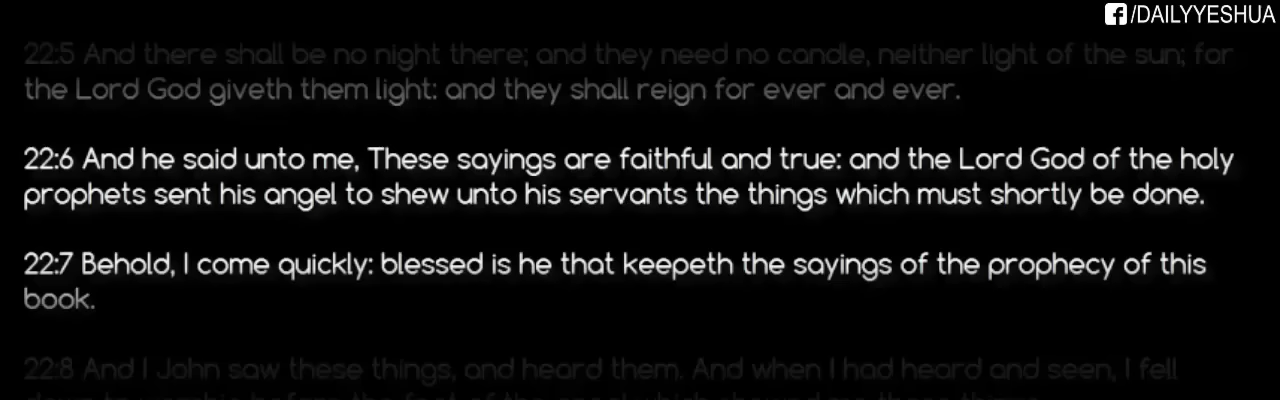 /DAILYYESHUA
22:5 And there shall be no night there; and they need no candle, neither light of the sun; for
the Lord God giveth them light: and they shall reign for ever and ever.
22:6 And he said unto me, These sayings are faithful and true: and the Lord God of the holy
prophets sent his angel to shew unto his servants the things which must shortly be done.
22:7 Behold, I come quickly: blessed is he that keepeth the sayings of the prophecy of this
book.
22:8 And I John saw these things, and heard them. And when I had heard and seen, I fell